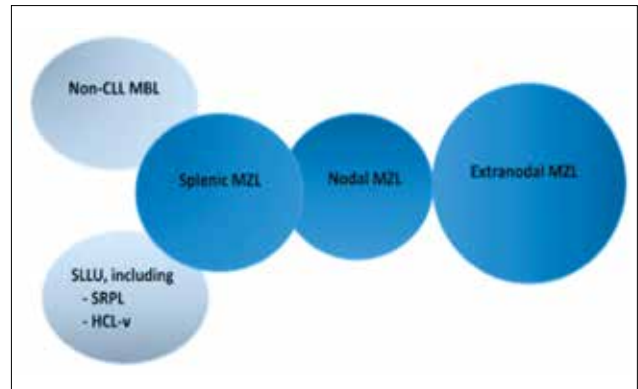 Non-CLL MBL
Splenic MZL
Nodal MZL
Extranodal MZL
SLLU, including
- SRPL
- HCL-v